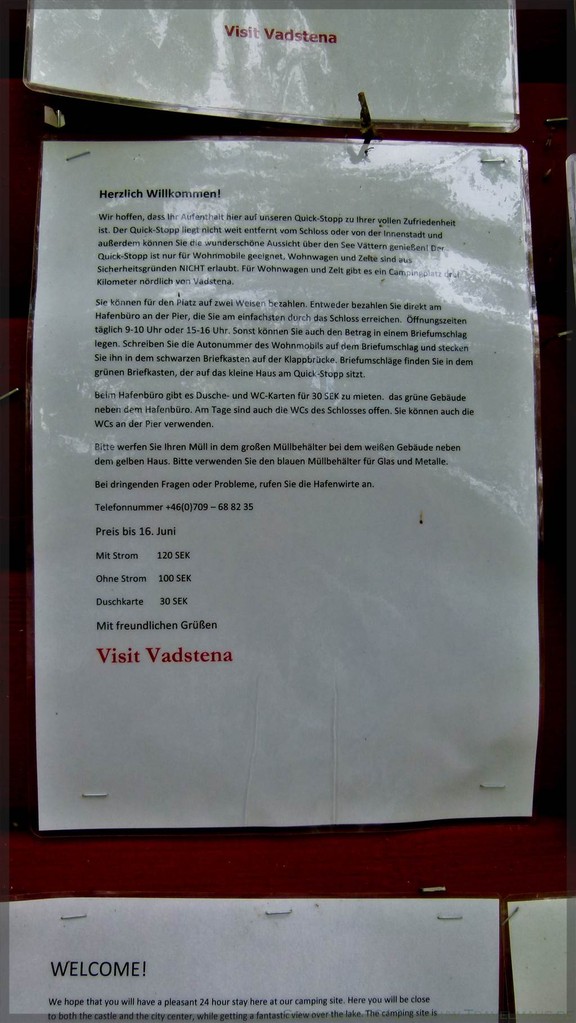 Visit Vadstena
Herzlich Willkommen!
Wir hoffen, dass Ihr Aufenthalt hier auf unseren Quick-Stopp zu Ihrer vollen Zufriedenheit
ist. Der Quick-Stopp liegt nicht weit entfernt vom Schloss oder von der Innenstadt und
außerdem können Sie die wunderschöne Aussicht über den See Vättern genießen! Der
Quick-Stopp ist nur für Wohnmobile geeignet. Wohnwagen und Zelte sind aus
Sicherheitsgründen NICHT erlaubt. Für Wohnwagen und Zelt gibt es ein Campingplatz drei
Kilometer nördlich von Vadstena.
Sie können für den Platz auf zwei Weisen bezahlen. Entweder bezahlen Sie direkt am
Hafenbüro an der Pier, die Sie am einfachsten durch das Schloss erreichen. Öffnungszeiten
täglich 9-10 Uhr oder 15-16 Uhr. Sonst können Sie auch den Betrag in einem Briefumschlag
legen. Schreiben Sie die Autonummer des Wohnmobils auf dem Briefumschlag und stecken
Sie ihn in dem schwarzen Briefkasten auf der Klappbrücke. Briefumschläge finden Sie in dem
grünen Briefkasten, der auf das kleine Haus am Quick-Stopp sitzt.
Beim Hafenbüro gibt es Dusche- und WC-Karten für 30 SEK zu mieten. das grüne Gebäude
neben dem Hafenbüro. Am Tage sind auch die WCs des Schlosses offen. Sie können auch die
WCs an der Pier verwenden.
Bitte werfen Sie Ihren Müll in dem großen Müllbehälter bei dem weißen Gebäude neben
dem gelben Haus. Bitte verwenden Sie den blauen Müllbehälter für Glas und Metalle.
Bei dringenden Fragen oder Probleme, rufen Sie die Hafenwirte an.
Telefonnummer +46(0)709 – 68 82 35
Preis bis 16. Juni
Mit Strom 120 SEK
Ohne Strom 100 SEK
Duschkarte 30 SEK
Mit freundlichen Grüßen
Visit Vadstena
WELCOME!
We hope that you will have a pleasant 24 hour stay here at our camping site. Here you will be close
to both the castle and the city center, while getting a fantastic view over the lake. The camping site is